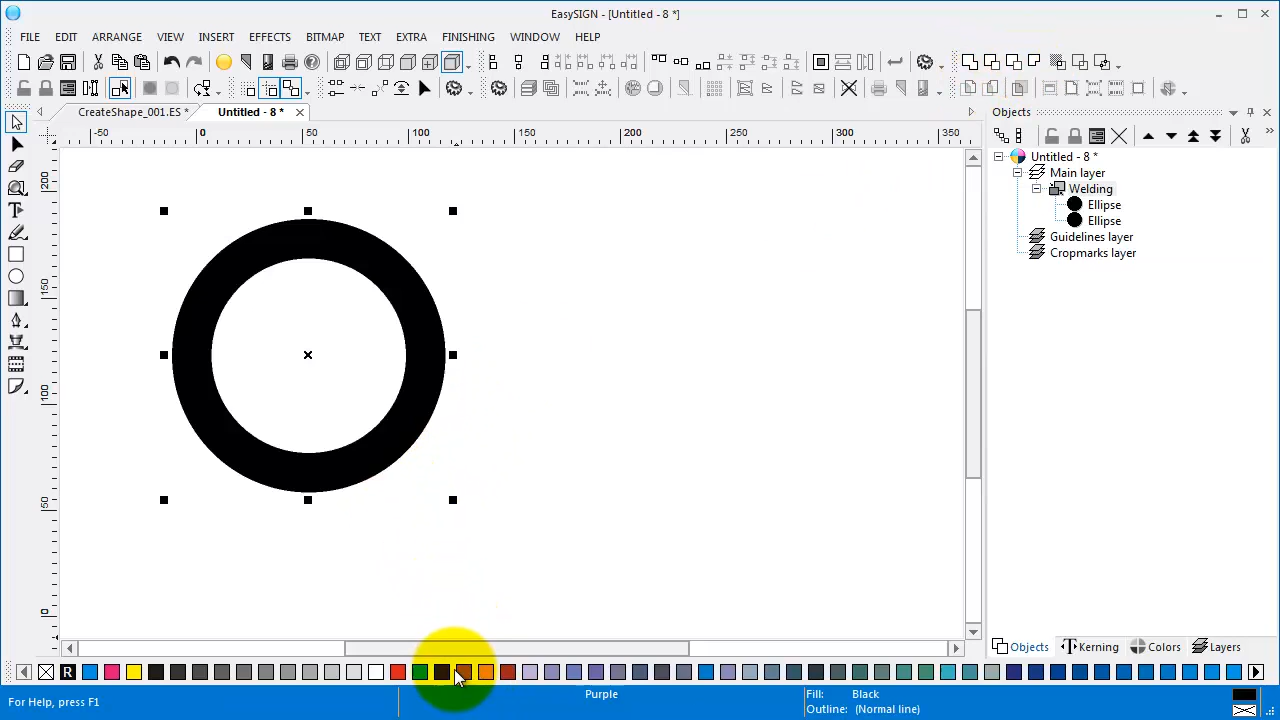 EasySIGN - [Untitled - 8 *]
FILE EDIT ARRANGE VIEW INSERT EFFECTS BITMAP TEXT EXTRA FINISHING WINDOW HELP
CreateShape_001.ES * Untitled - 8 * Objects
-50 0 50 100 150 200 250 300 350
Untitled - 8 *
Main layer
Welding
Ellipse
Ellipse
Guidelines layer
Cropmarks layer
200
150
100
50
0
Objects Kerning Colors Layers
R
For Help, press F1 Purple Fill: Black
Outline: (Normal line)